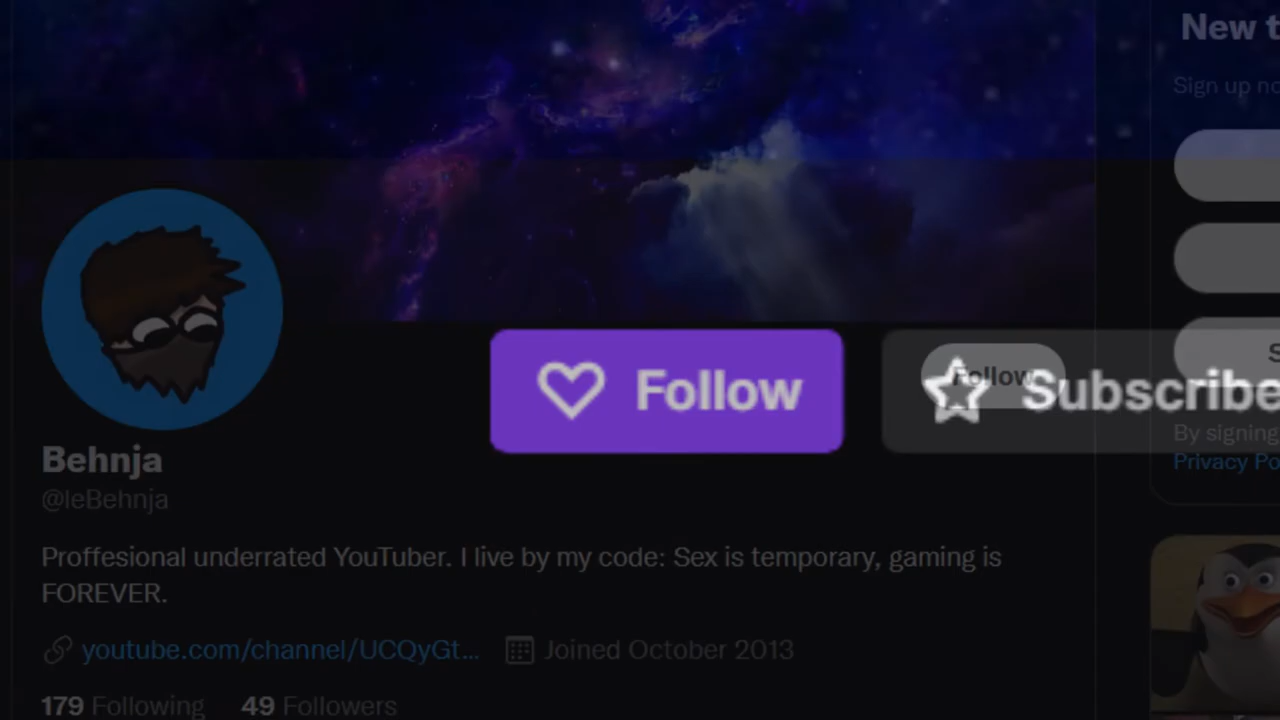 New t
Sign up no
Follow
Follow
Subscribe
S
By signing
Privacy Po
Behnja
@leBehnja
Proffesional underrated YouTuber. I live by my code: Sex is temporary, gaming is
FOREVER.
youtube.com/channel/UCQyGt... Joined October 2013
179 Following 49 Followers